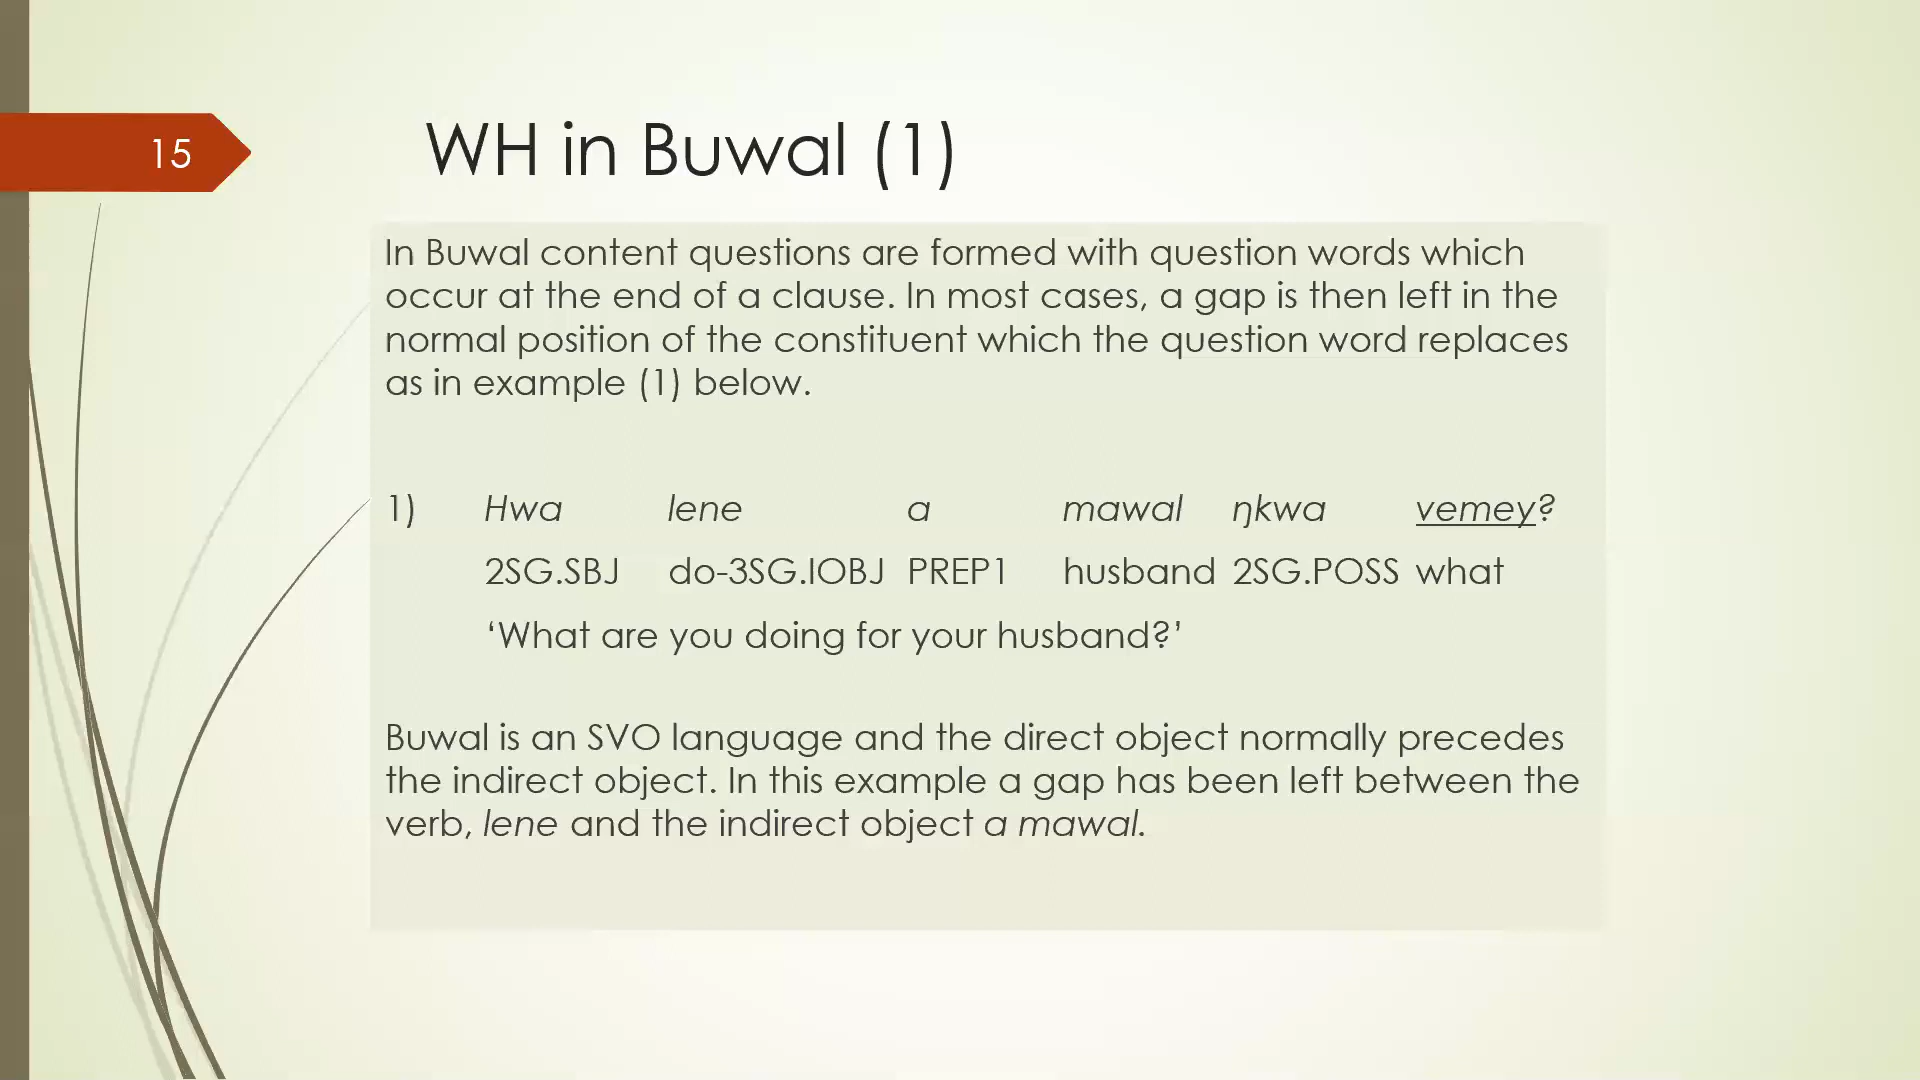 15
WH in Buwal (1)
In Buwal content questions are formed with question words which
occur at the end of a clause. In most cases, a gap is then left in the
normal position of the constituent which the question word replaces
as in example (1) below.
1) Hwa lene a mawal ŋkwa vemey?
2SG.SBJ do-3SG.IOBJ PREP1 husband 2SG.POSS what
‘What are you doing for your husband?’
Buwal is an SVO language and the direct object normally precedes
the indirect object. In this example a gap has been left between the
verb, lene and the indirect object a mawal.